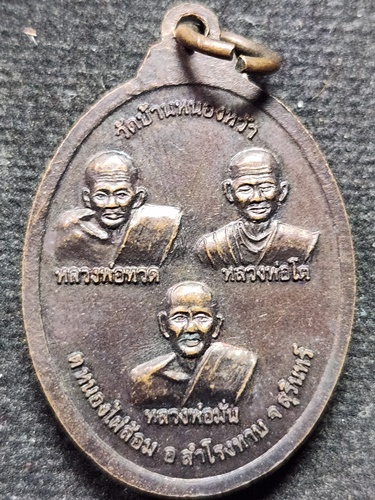 วัดบ้านหนองหว้า
หลวงพ่อทวด
หลวงพ่อโต
หลวงพ่อมั่น
ต.หนองไผ่ล้อม อ สำโรงทาบ จ สุรินทร์